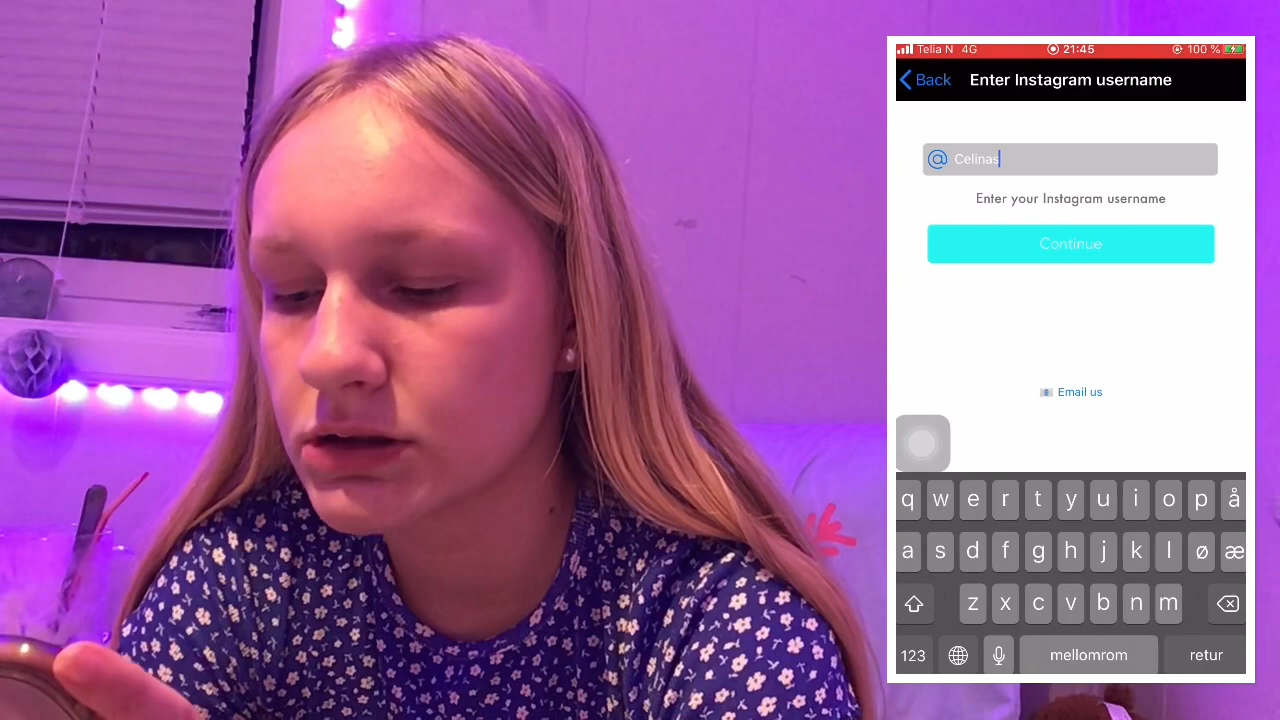 Telia N 4G 21:45 100 %
Back Enter Instagram username
@ Celinas
Enter your Instagram username
Continue
Email us
q w e r t y u i o p å
a s d f g h j k l ø æ
z x c v b n m
123 mellomrom retur